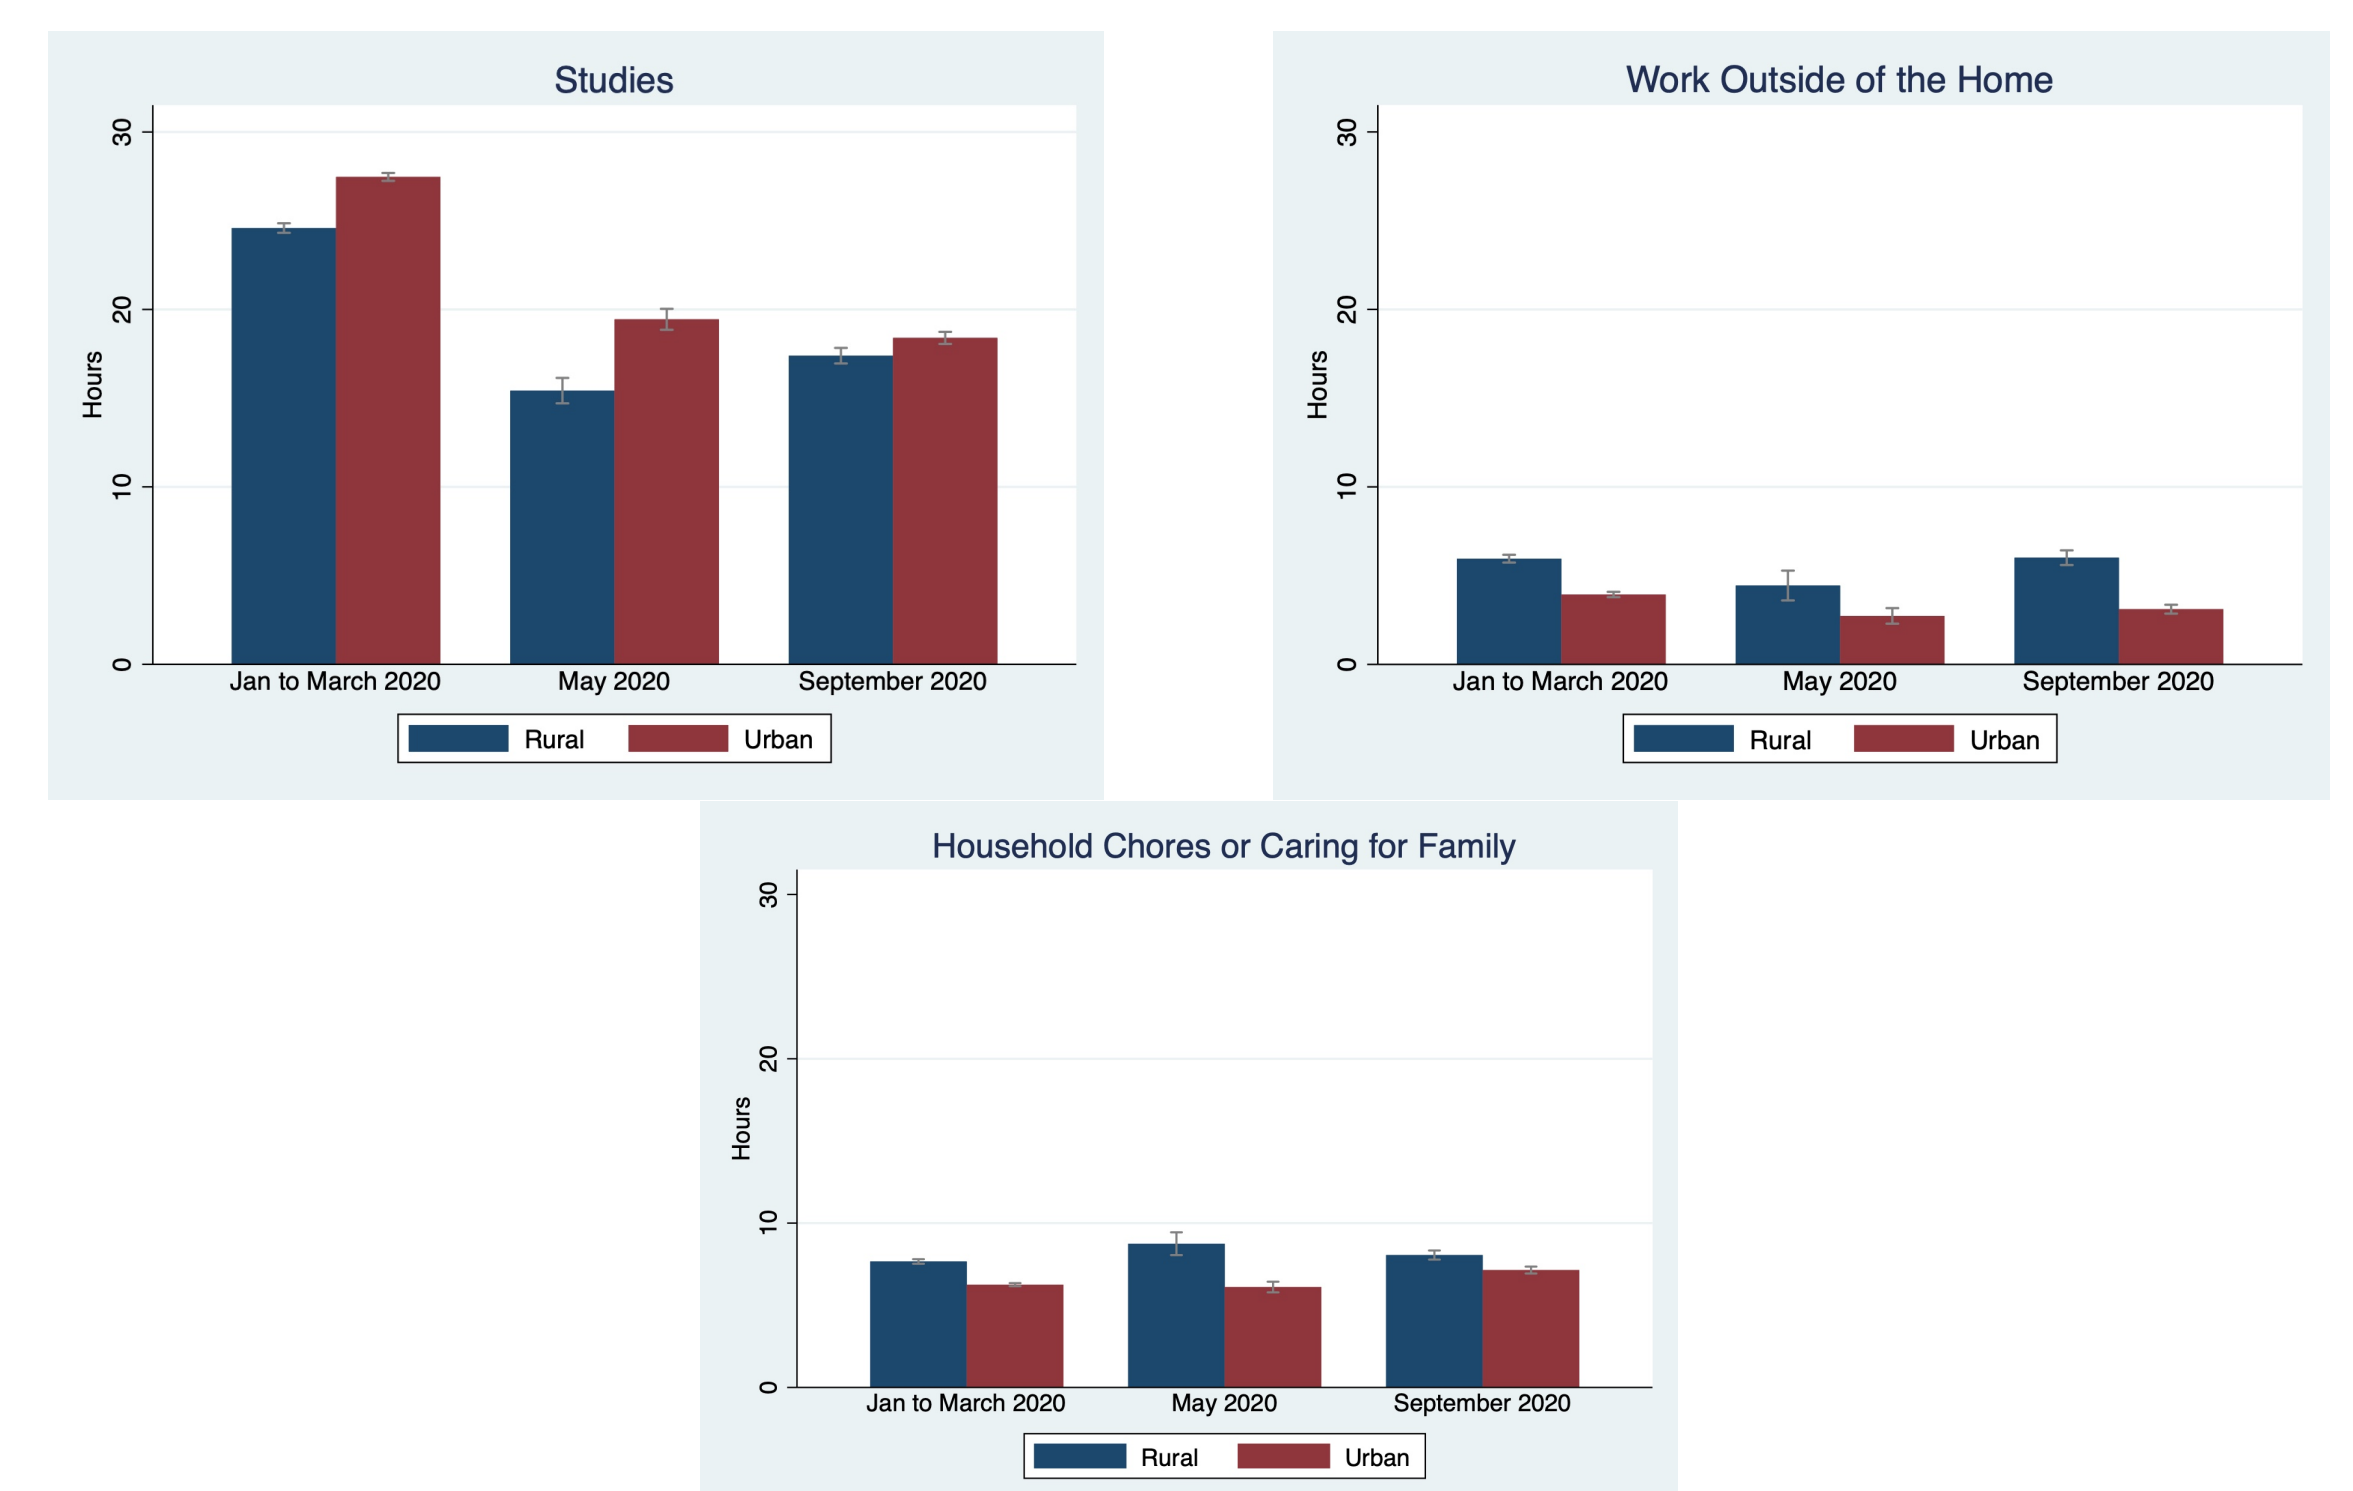 Studies
30
20
10
0
Hours
Jan to March 2020 May 2020 September 2020
Rural Urban
Work Outside of the Home
30
20
10
0
Hours
Jan to March 2020 May 2020 September 2020
Rural Urban
Household Chores or Caring for Family
30
20
10
0
Hours
Jan to March 2020 May 2020 September 2020
Rural Urban